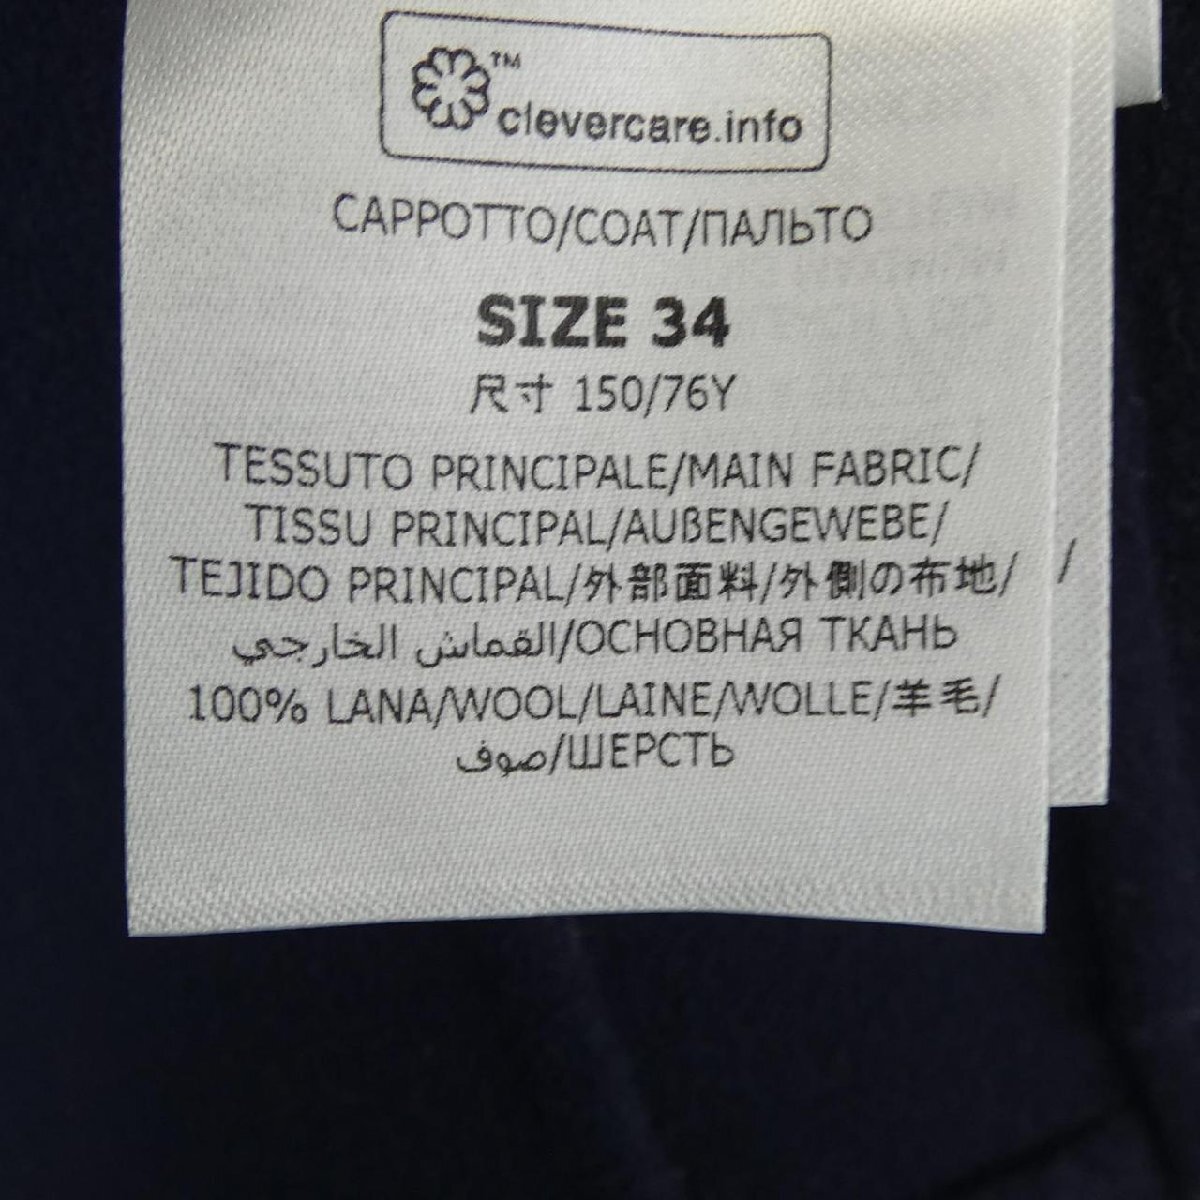 clevercare.info™
CAPPOTTO/COAT/ПАЛЬТО
SIZE 34
尺寸 150/76Y
TESSUTO PRINCIPALE/MAIN FABRIC/
TISSU PRINCIPAL/AUßENGEWEBE/
TEJIDO PRINCIPAL/外部面料/外側の布地/
القماش الخارجي/ОСНОВНАЯ ТКАНЬ
100% LANA/WOOL/LAINE/WOLLE/羊毛/
صوف/ШЕРСТЬ
/